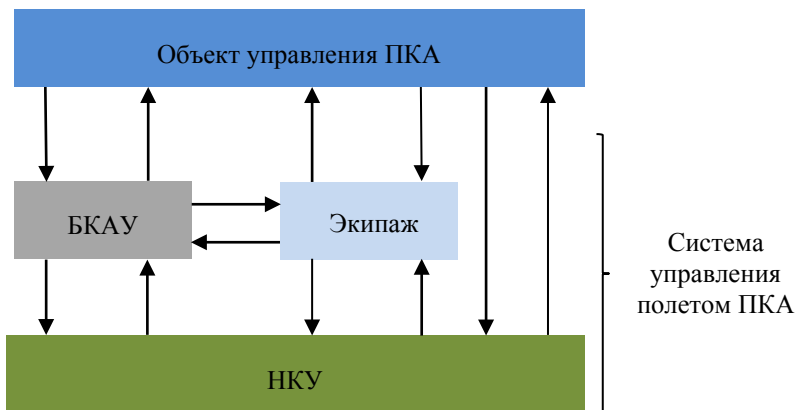 Объект управления ПКА
БКАУ
Экипаж
Система
управления
полетом ПКА
НКУ